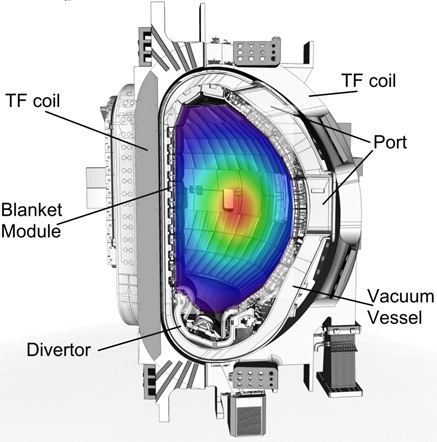 TF coil
TF coil
Port
Blanket
Module
Vacuum
Vessel
Divertor